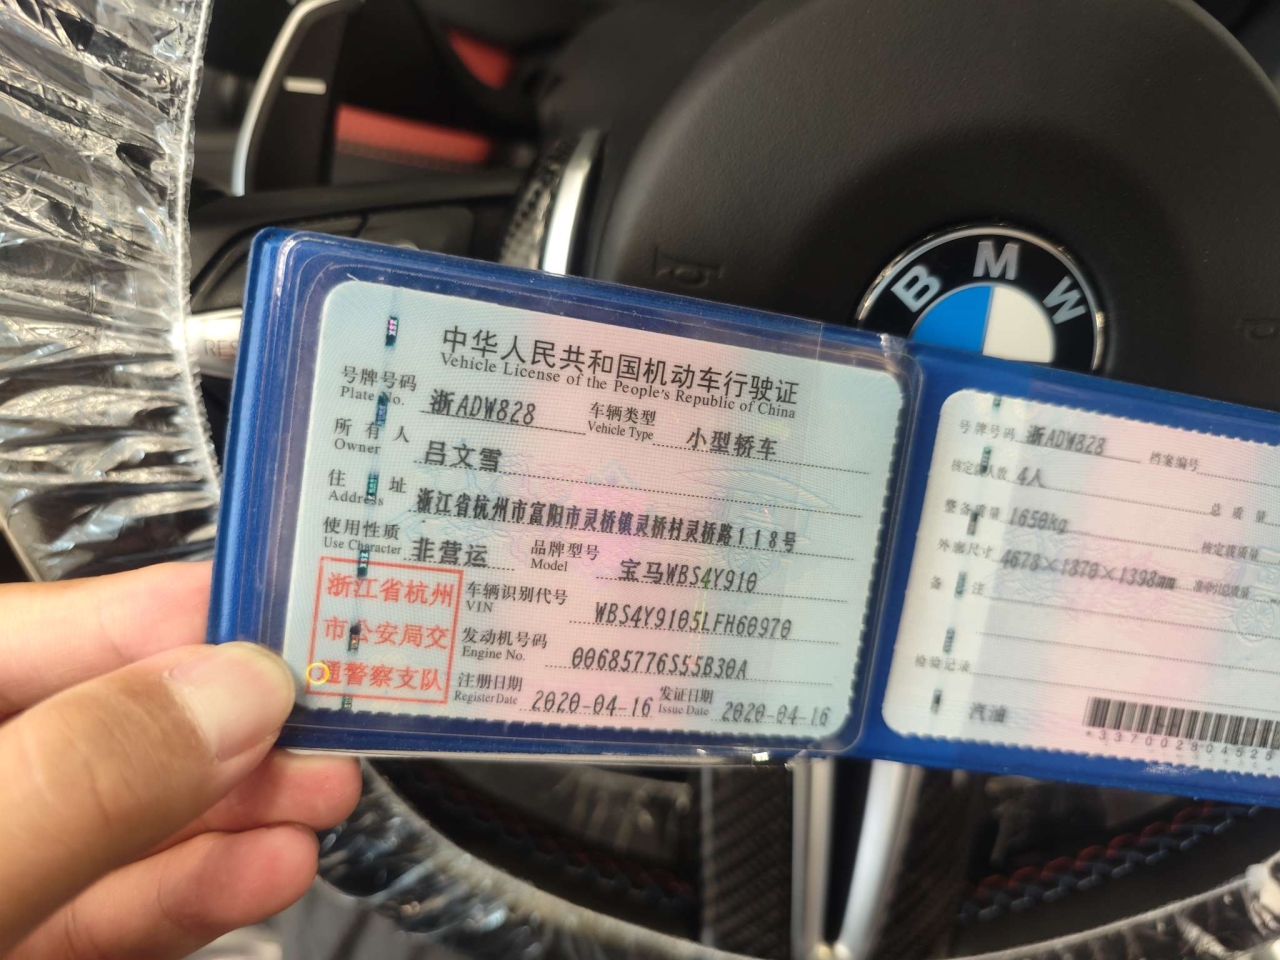 BMW
中华人民共和国机动车行驶证
Vehicle License of the People's Republic of China
号牌号码 浙ADW828 车辆类型 小型轿车
Plate No. Vehicle Type
所有人 吕文雪
Owner
住址 浙江省杭州市富阳市灵桥镇灵桥村灵桥路118号
Address
使用性质 非营运 品牌型号 宝马WBS4Y910
Use Character Model
浙江省杭州
市公安局交
通警察支队
车辆识别代号 WBS4Y9105LFH60970
VIN
发动机号码 00685776S55B30A
Engine No.
注册日期 2020-04-16 发证日期 2020-04-16
Register Date Issue Date
号牌号码 浙ADW828 档案编号
核定载人数 4人 总质量
整备质量 1650kg 核定载质量
外廓尺寸 4678×1870×1398mm 准牵引总质量
备注
检验记录
汽油